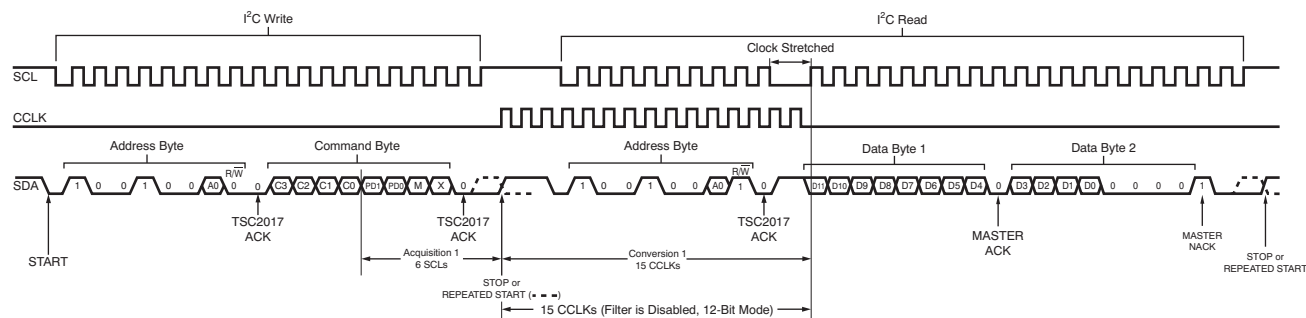 I²C Write
I²C Read
Clock Stretched
SCL
CCLK
Address Byte
Command Byte
Address Byte
Data Byte 1
Data Byte 2
R/W̅
R/W̅
SDA
1 0 0 1 0 0 A0 0 0 C3 C2 C1 C0 PD1 PD0 M X 0
1 0 0 1 0 0 A0 1 0 D11 D10 D9 D8 D7 D6 D5 D4 0 D3 D2 D1 D0 0 0 0 0 1
START
TSC2017
ACK
TSC2017
ACK
TSC2017
ACK
MASTER
ACK
MASTER
NACK
STOP or
REPEATED START
Acquisition 1
6 SCLs
Conversion 1
15 CCLKs
STOP or
REPEATED START (- - -)
15 CCLKs (Filter is Disabled, 12-Bit Mode)